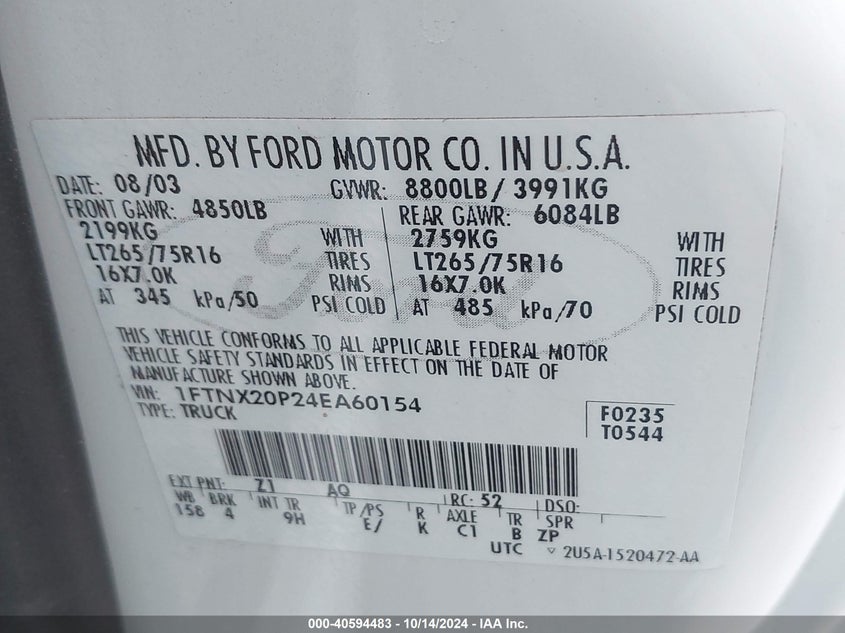 MFD. BY FORD MOTOR CO. IN U.S.A.
DATE: 08/03 GVWR: 8800LB/ 3991KG
FRONT GAWR: 4850LB REAR GAWR: 6084LB
2199KG WITH 2759KG WITH
LT265/75R16 TIRES LT265/75R16 TIRES
16X7.0K RIMS 16X7.0K RIMS
AT 345 kPa/50 PSI COLD AT 485 kPa/70 PSI COLD
Ford
THIS VEHICLE CONFORMS TO ALL APPLICABLE FEDERAL MOTOR
VEHICLE SAFETY STANDARDS IN EFFECT ON THE DATE OF
MANUFACTURE SHOWN ABOVE.
VIN: 1FTNX20P24EA60154
TYPE: TRUCK
F0235
T0544
EXT PNT: Z1 AQ RC: 52 DSO:
WB BRK INT TR TP/PS R AXLE TR SPR
158 4 9H E/ K C1 B ZP
UTC ▽ 2U5A-1520472-AA
000-40594483 - 10/14/2024 - IAA Inc.